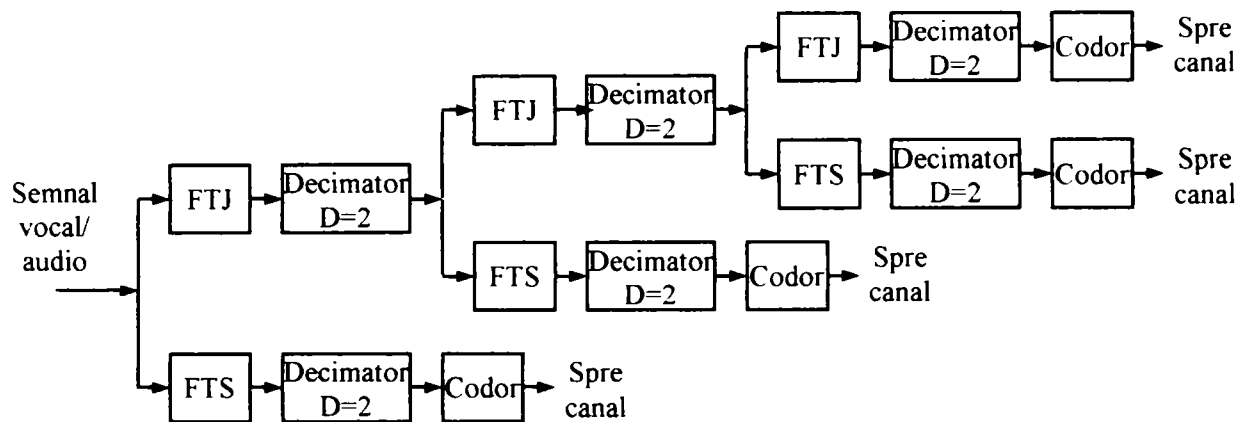 FTJ
Decimator
D=2
Codor
Spre
canal
FTJ
Decimator
D=2
FTS
Decimator
D=2
Codor
Spre
canal
Semnal
vocal/
audio
FTJ
Decimator
D=2
FTS
Decimator
D=2
Codor
Spre
canal
FTS
Decimator
D=2
Codor
Spre
canal